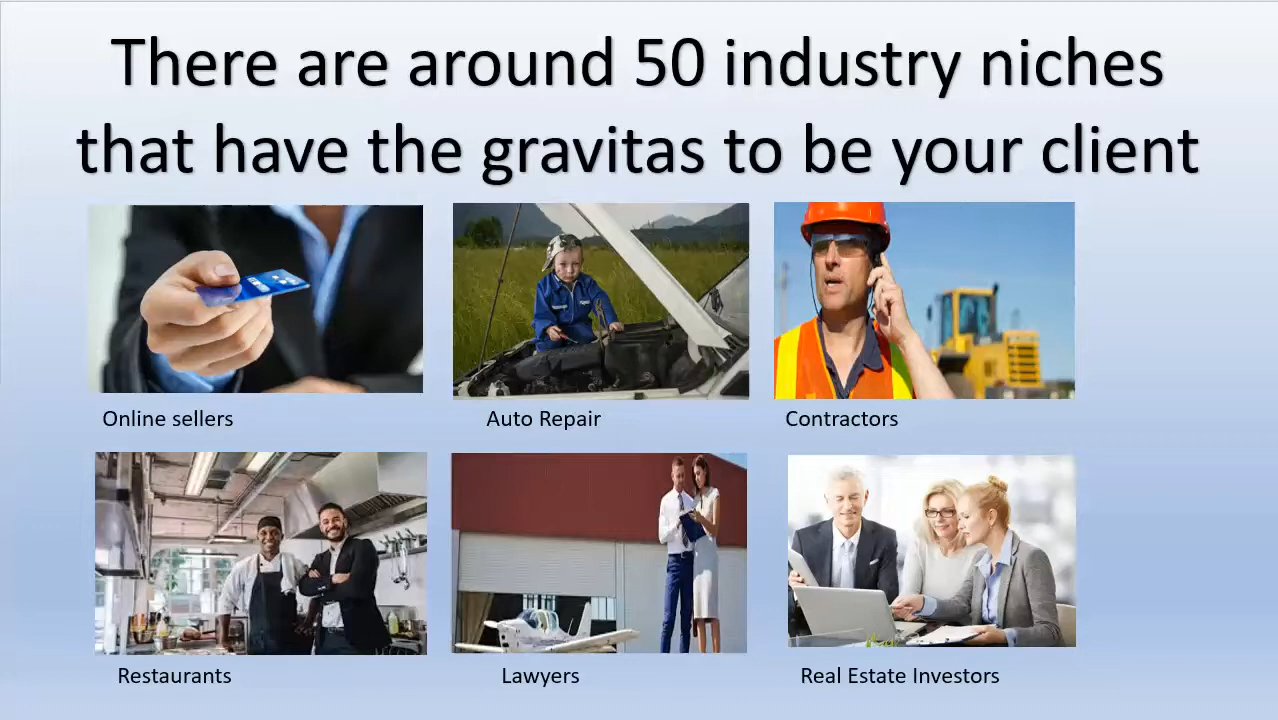 There are around 50 industry niches
that have the gravitas to be your client
Online sellers
Auto Repair
Contractors
Restaurants
Lawyers
Real Estate Investors